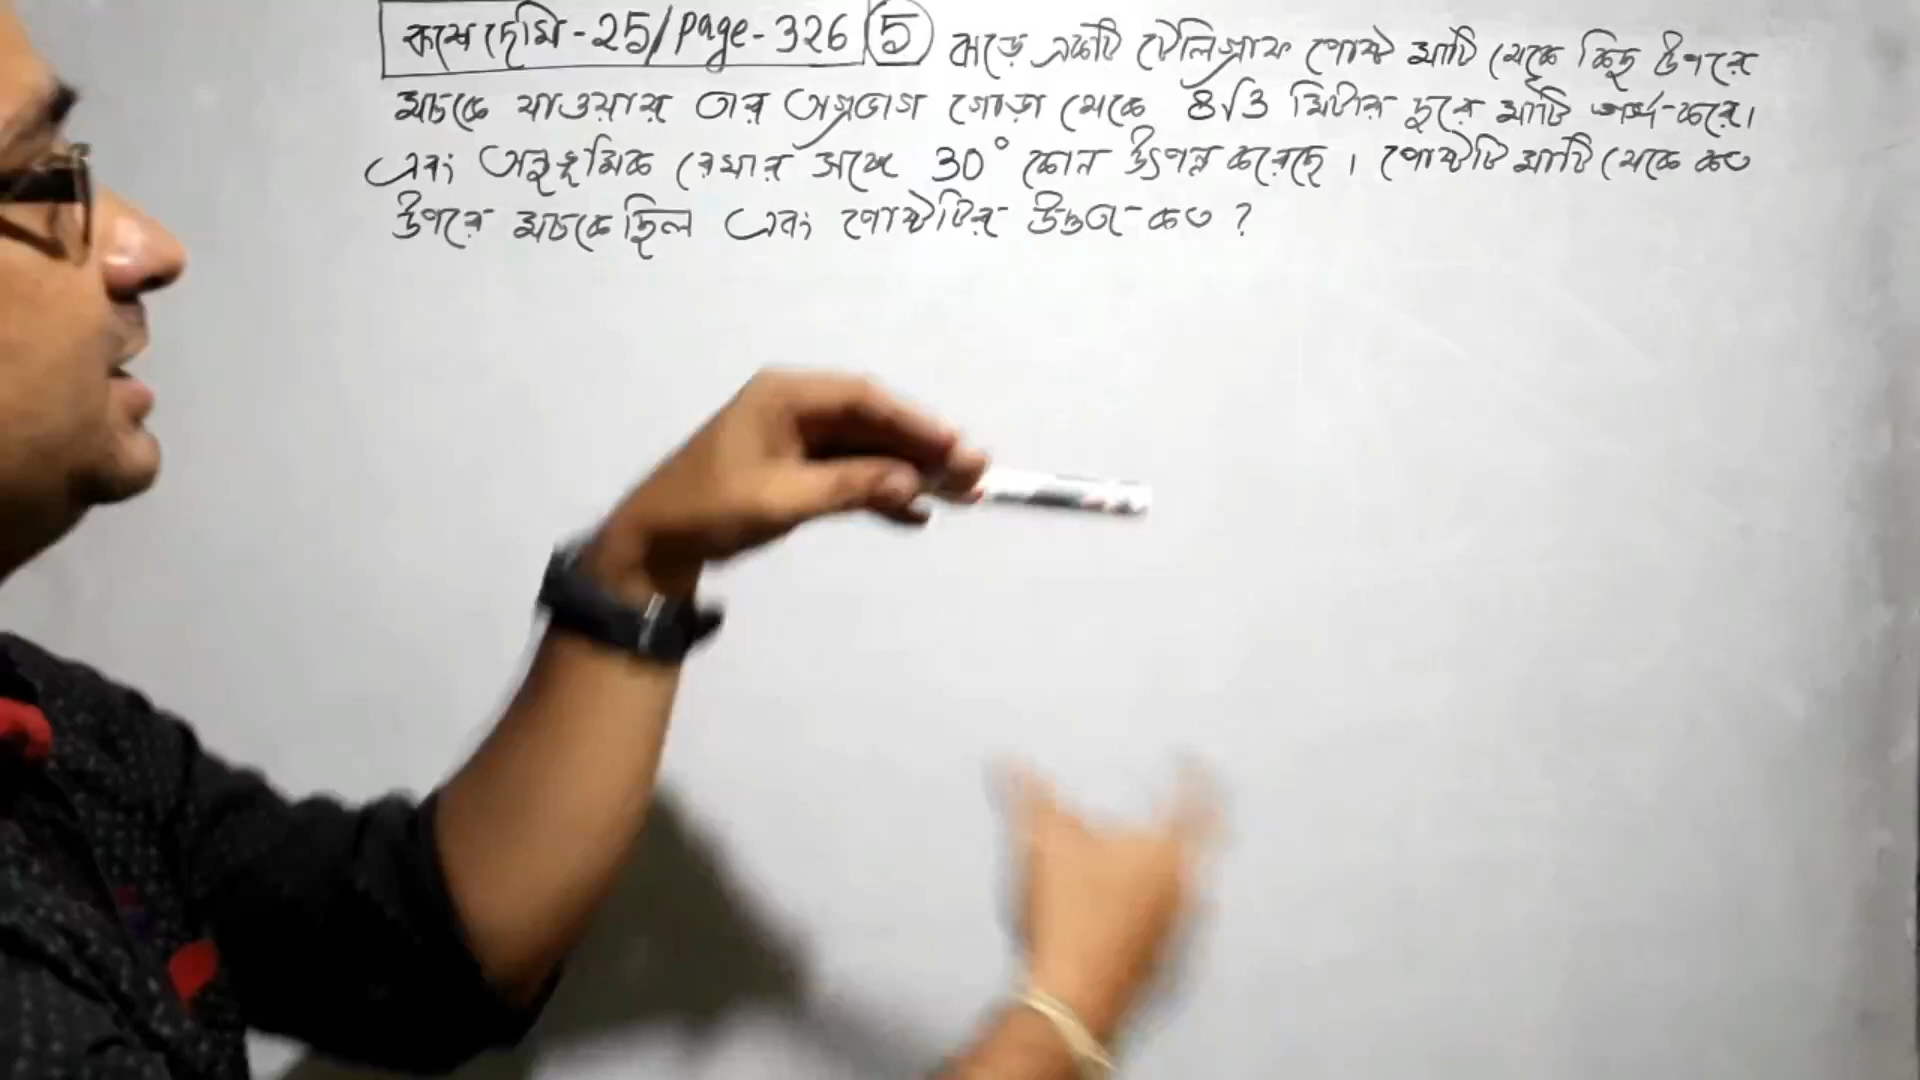 কষে দেখি - 25/Page - 326 ⑤ ঝড়ে একটি টেলিগ্রাফ পোষ্ট মাটি থেকে কিছু উপরে
মচকে যাওয়ায় তার অগ্রভাগ গোড়া থেকে 8√3 মিটার দূরে মাটি স্পর্শ করে।
এবং অনুভূমিক রেখার সঙ্গে 30° কোন উৎপন্ন করেছে। পোষ্টটি মাটি থেকে কত
উপরে মচকে ছিল এবং পোষ্টটির উচ্চতা কত?